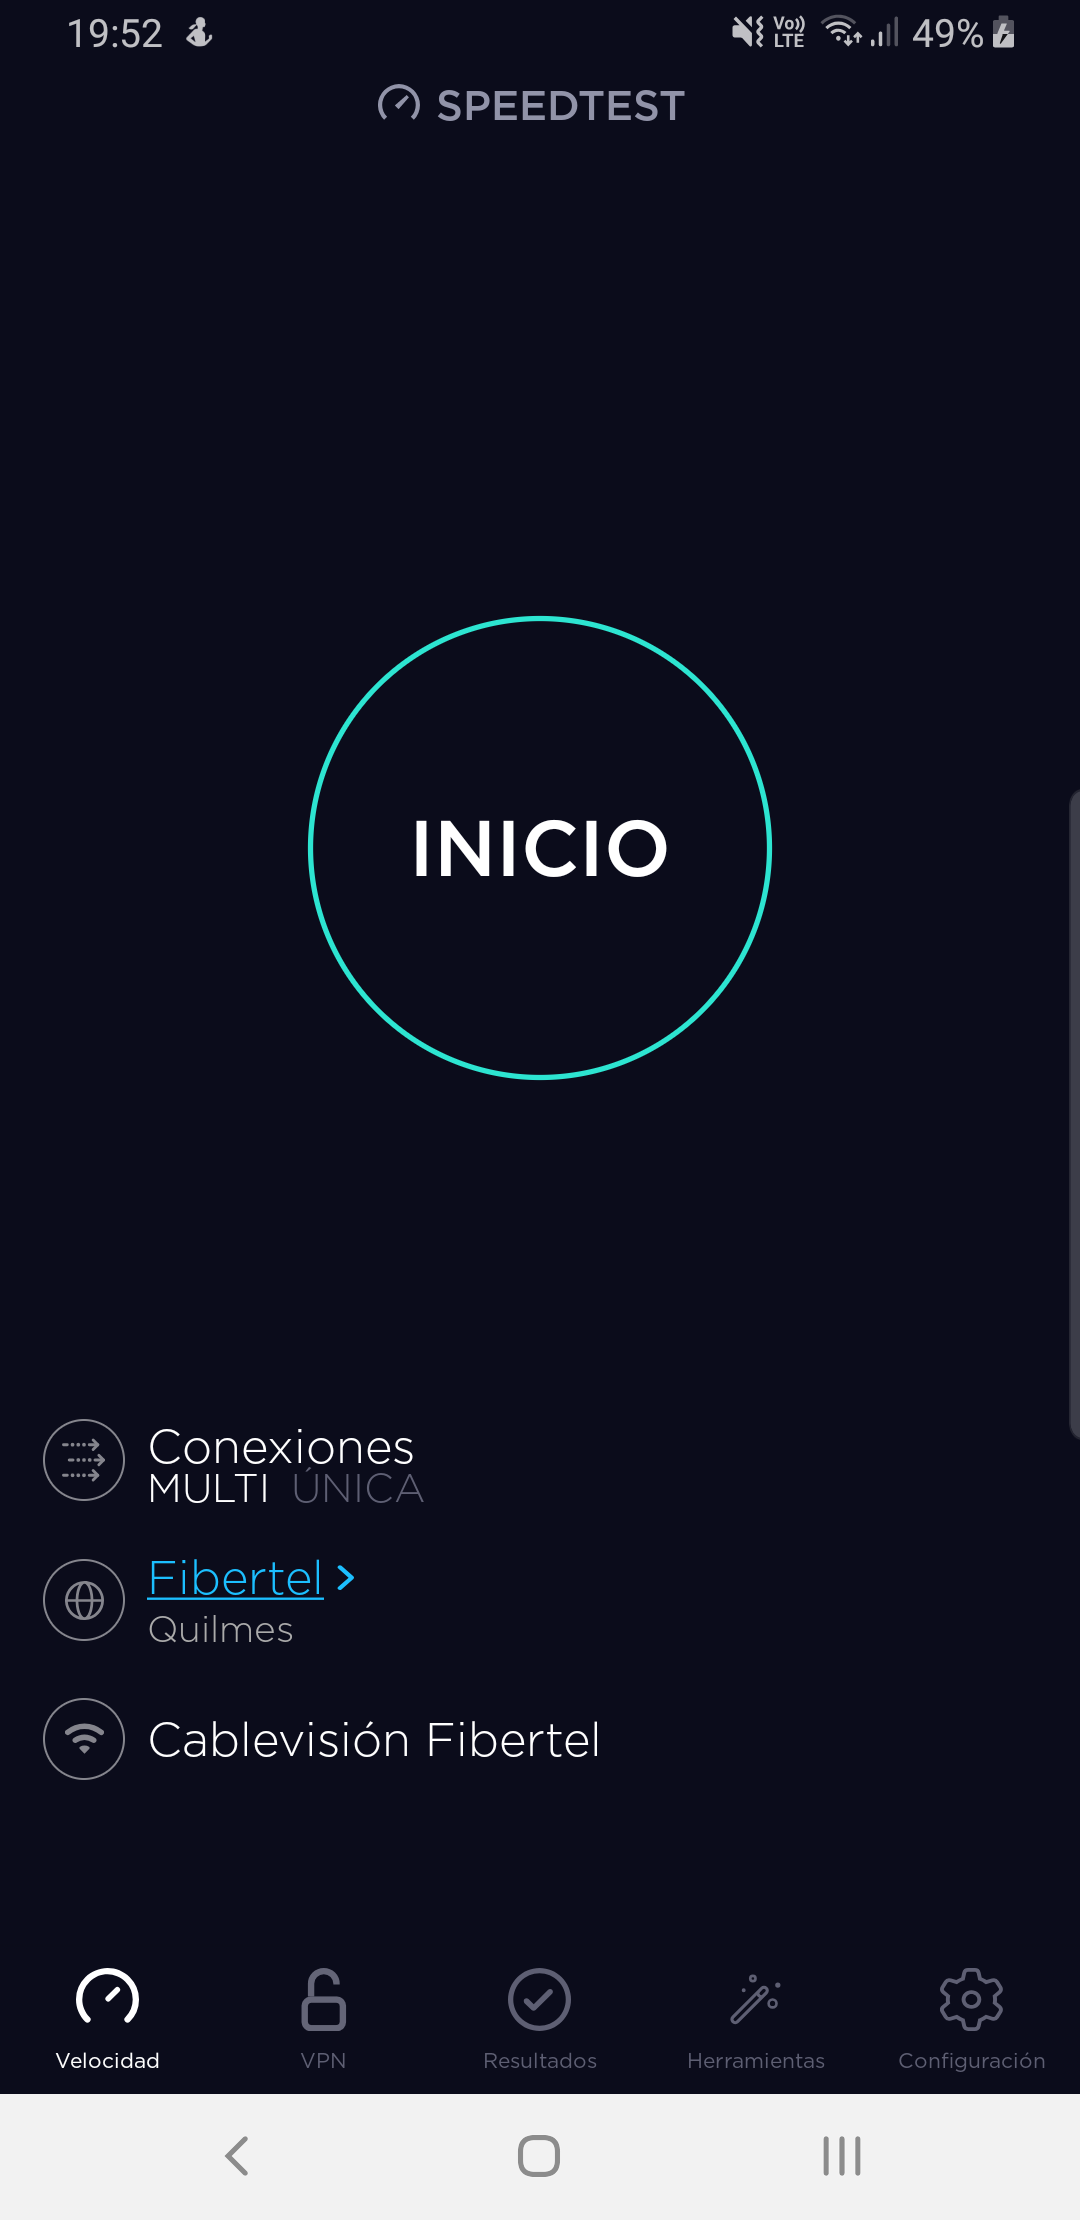 19:52
Vo)) LTE 49%
SPEEDTEST
INICIO
Conexiones
MULTI ÚNICA
Fibertel >
Quilmes
Cablevisión Fibertel
Velocidad VPN Resultados Herramientas Configuración